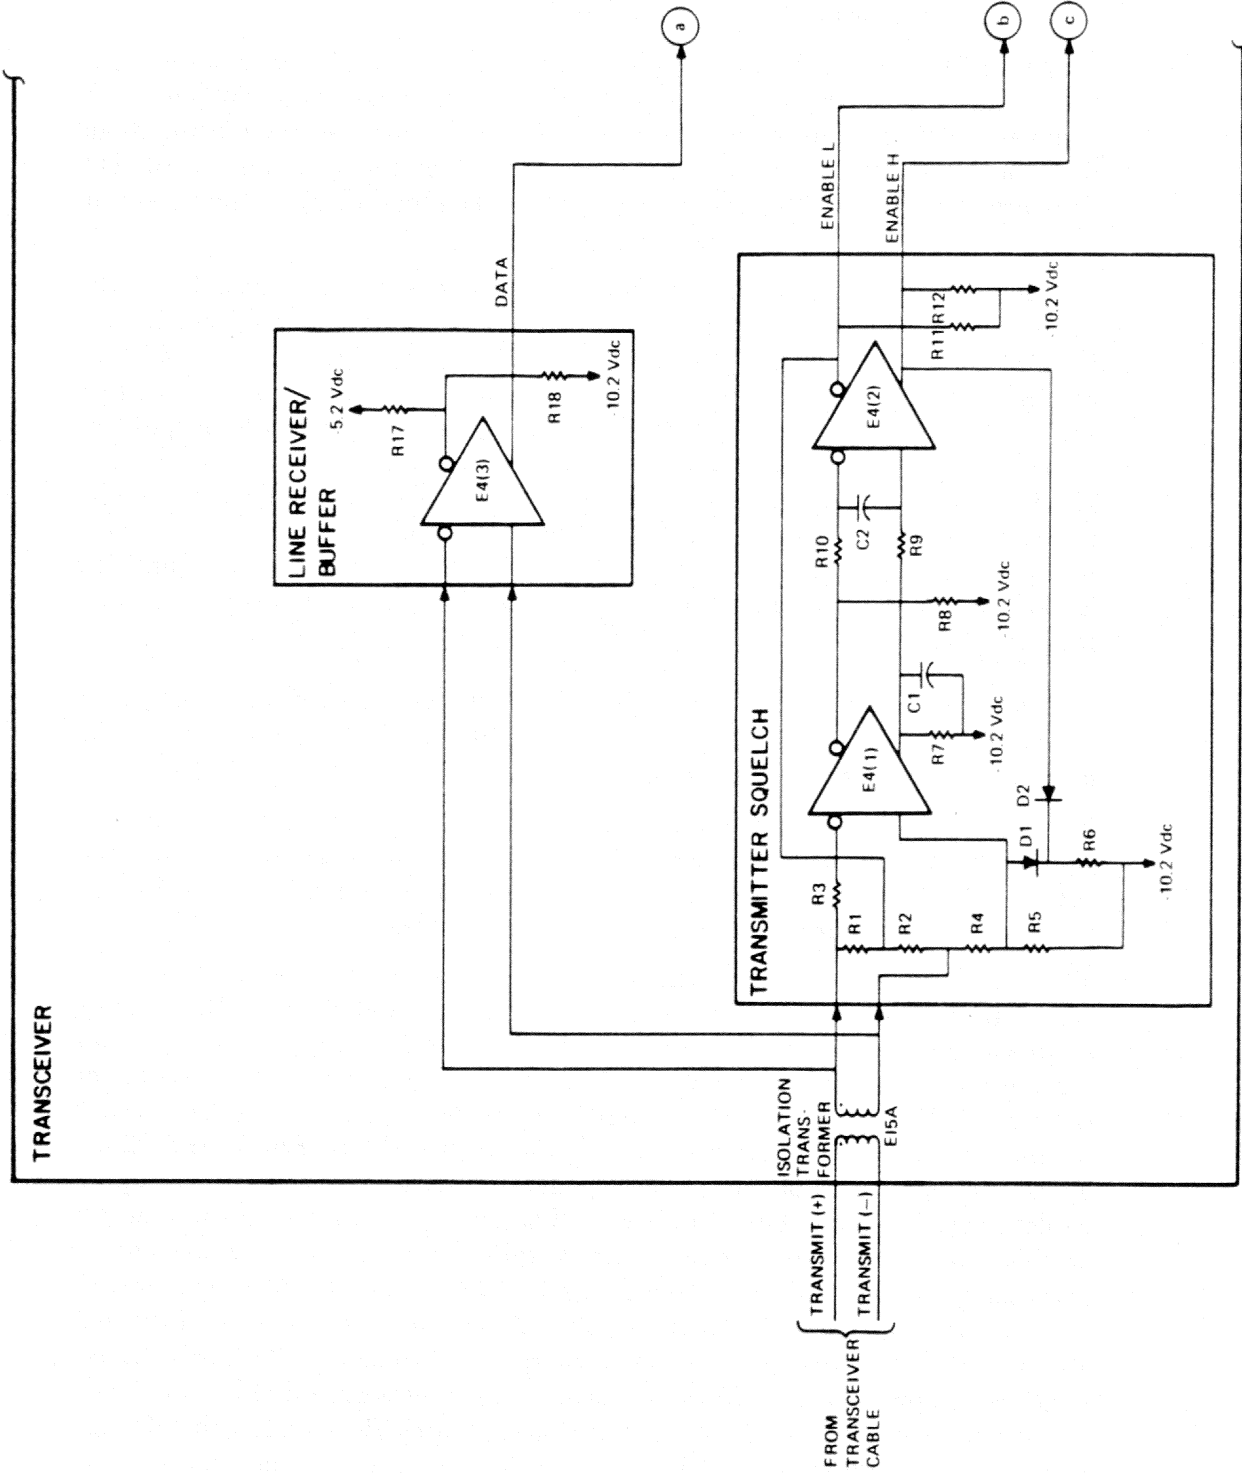 TRANSCEIVER
LINE RECEIVER/
BUFFER
-5.2 Vdc
R17
E4(3)
R18
-10.2 Vdc
DATA
a
FROM
TRANSCEIVER
CABLE
TRANSMIT (+)
TRANSMIT (−)
ISOLATION
TRANS-
FORMER
E15A
TRANSMITTER SQUELCH
R3
R1
R2
R4
R5
D1
D2
R6
-10.2 Vdc
E4(1)
R7
C1
-10.2 Vdc
R8
-10.2 Vdc
R10
C2
R9
E4(2)
R11
R12
-10.2 Vdc
ENABLE L
ENABLE H
b
c